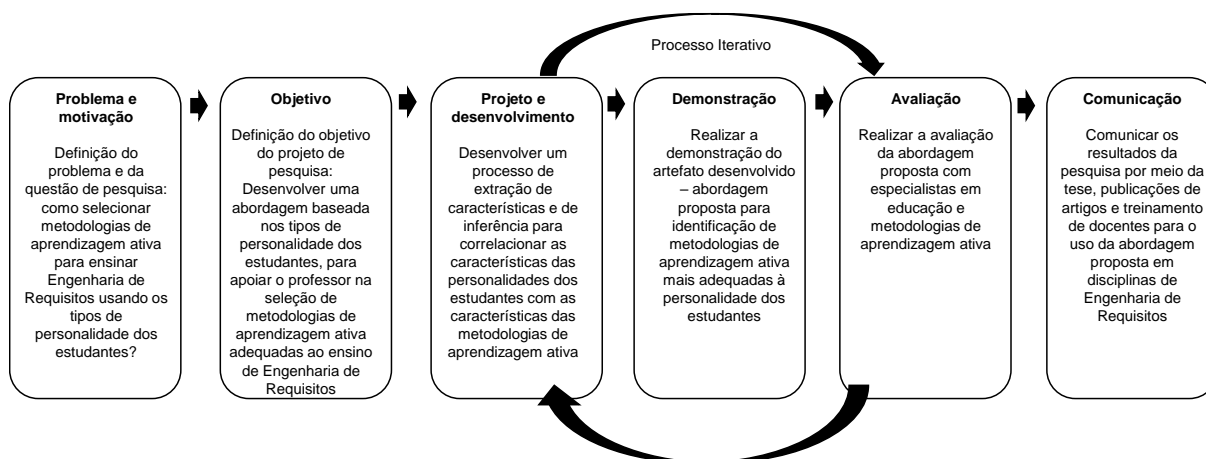 Processo Iterativo
Problema e
motivação
Definição do
problema e da
questão de pesquisa:
como selecionar
metodologias de
aprendizagem ativa
para ensinar
Engenharia de
Requisitos usando os
tipos de
personalidade dos
estudantes?
Objetivo
Definição do objetivo
do projeto de
pesquisa:
Desenvolver uma
abordagem baseada
nos tipos de
personalidade dos
estudantes, para
apoiar o professor na
seleção de
metodologias de
aprendizagem ativa
adequadas ao ensino
de Engenharia de
Requisitos
Projeto e
desenvolvimento
Desenvolver um
processo de
extração de
características e de
inferência para
correlacionar as
características das
personalidades dos
estudantes com as
características das
metodologias de
aprendizagem ativa
Demonstração
Realizar a
demonstração do
artefato desenvolvido
– abordagem
proposta para
identificação de
metodologias de
aprendizagem ativa
mais adequadas à
personalidade dos
estudantes
Avaliação
Realizar a avaliação
da abordagem
proposta com
especialistas em
educação e
metodologias de
aprendizagem ativa
Comunicação
Comunicar os
resultados da
pesquisa por meio da
tese, publicações de
artigos e treinamento
de docentes para o
uso da abordagem
proposta em
disciplinas de
Engenharia de
Requisitos